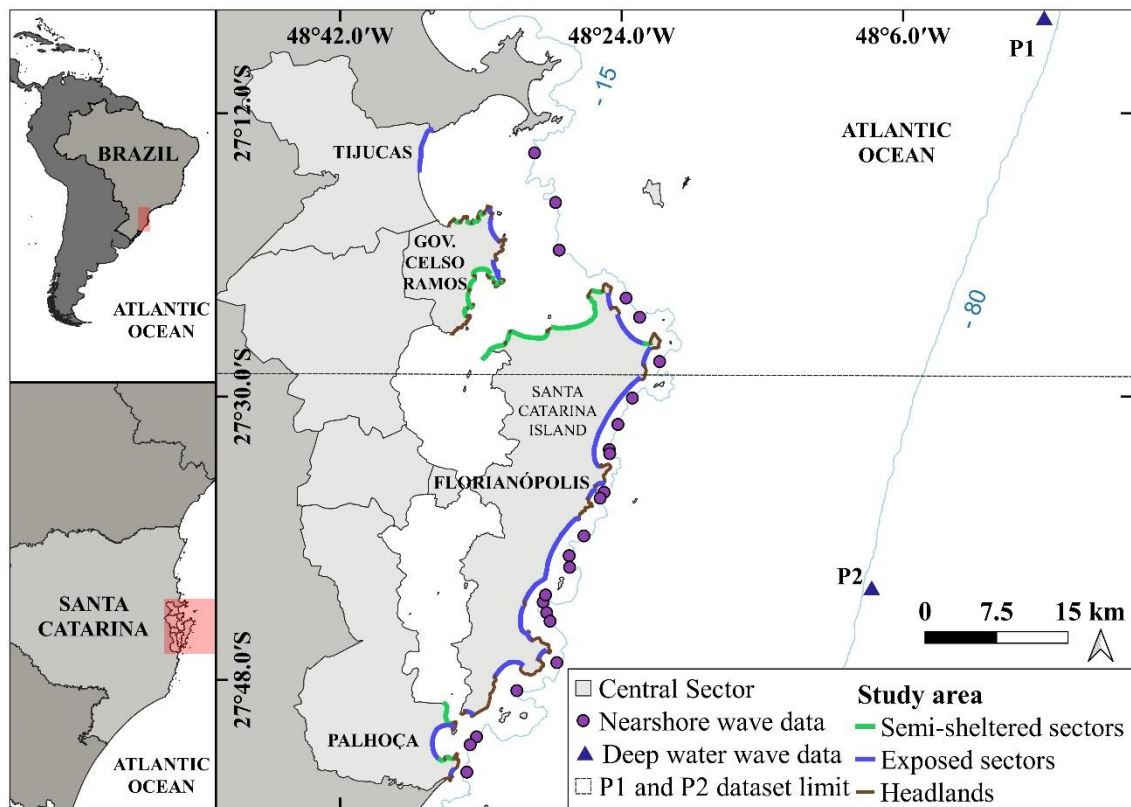 BRAZIL
ATLANTIC
OCEAN
SANTA
CATARINA
ATLANTIC
OCEAN
48°42.0′W
48°24.0′W
48°6.0′W
27°12.0′S
27°30.0′S
27°48.0′S
P1
- 15
ATLANTIC
OCEAN
TIJUCAS
GOV.
CELSO
RAMOS
- 80
SANTA
CATARINA
ISLAND
FLORIANÓPOLIS
P2
0 7.5 15 km
PALHOÇA
Central Sector
Nearshore wave data
Deep water wave data
P1 and P2 dataset limit
Study area
Semi-sheltered sectors
Exposed sectors
Headlands